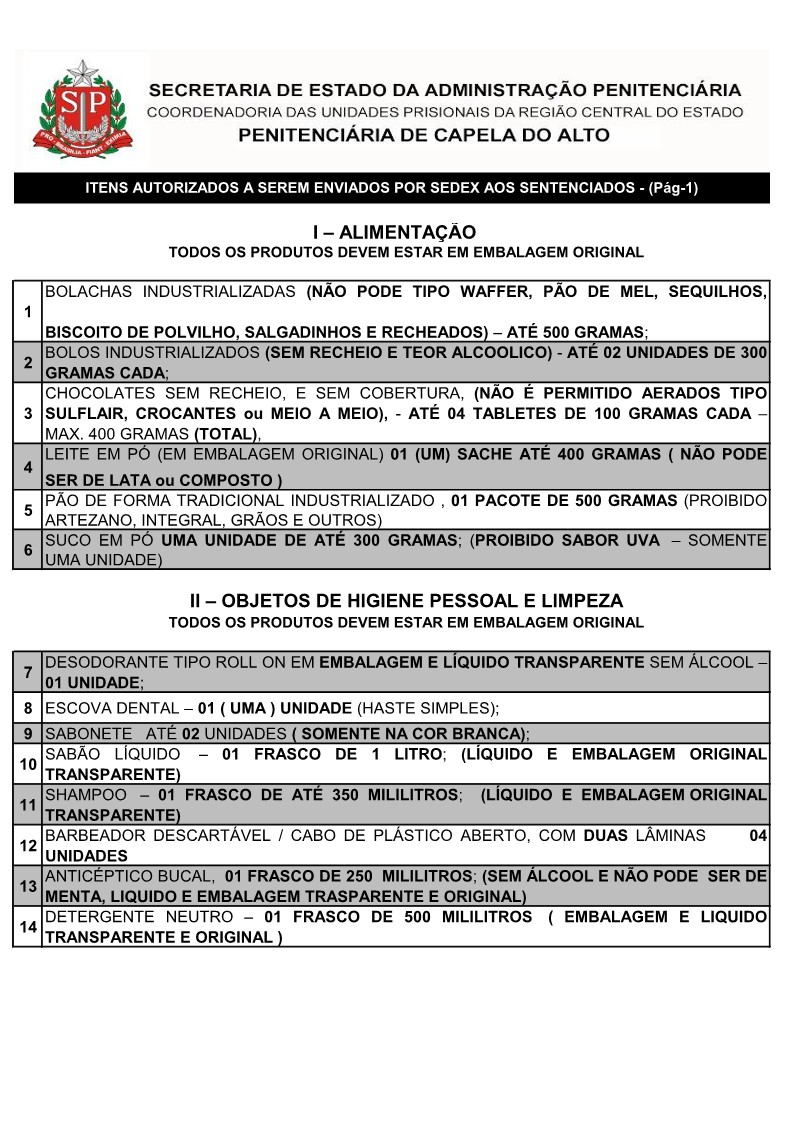 SP
PRO · BRASILIA · FIANT · EXIMIA
SECRETARIA DE ESTADO DA ADMINISTRAÇÃO PENITENCIÁRIA
COORDENADORIA DAS UNIDADES PRISIONAIS DA REGIÃO CENTRAL DO ESTADO
PENITENCIÁRIA DE CAPELA DO ALTO
ITENS AUTORIZADOS A SEREM ENVIADOS POR SEDEX AOS SENTENCIADOS - (Pág-1)
I – ALIMENTAÇÃO
TODOS OS PRODUTOS DEVEM ESTAR EM EMBALAGEM ORIGINAL
1 BOLACHAS INDUSTRIALIZADAS (NÃO PODE TIPO WAFFER, PÃO DE MEL, SEQUILHOS,
BISCOITO DE POLVILHO, SALGADINHOS E RECHEADOS) – ATÉ 500 GRAMAS;
2 BOLOS INDUSTRIALIZADOS (SEM RECHEIO E TEOR ALCOOLICO) - ATÉ 02 UNIDADES DE 300
GRAMAS CADA;
3 CHOCOLATES SEM RECHEIO, E SEM COBERTURA, (NÃO É PERMITIDO AERADOS TIPO
SULFLAIR, CROCANTES ou MEIO A MEIO), - ATÉ 04 TABLETES DE 100 GRAMAS CADA –
MAX. 400 GRAMAS (TOTAL),
4 LEITE EM PÓ (EM EMBALAGEM ORIGINAL) 01 (UM) SACHE ATÉ 400 GRAMAS ( NÃO PODE
SER DE LATA ou COMPOSTO )
5 PÃO DE FORMA TRADICIONAL INDUSTRIALIZADO , 01 PACOTE DE 500 GRAMAS (PROIBIDO
ARTEZANO, INTEGRAL, GRÃOS E OUTROS)
6 SUCO EM PÓ UMA UNIDADE DE ATÉ 300 GRAMAS; (PROIBIDO SABOR UVA – SOMENTE
UMA UNIDADE)
II – OBJETOS DE HIGIENE PESSOAL E LIMPEZA
TODOS OS PRODUTOS DEVEM ESTAR EM EMBALAGEM ORIGINAL
7 DESODORANTE TIPO ROLL ON EM EMBALAGEM E LÍQUIDO TRANSPARENTE SEM ÁLCOOL –
01 UNIDADE;
8 ESCOVA DENTAL – 01 ( UMA ) UNIDADE (HASTE SIMPLES);
9 SABONETE ATÉ 02 UNIDADES ( SOMENTE NA COR BRANCA);
10 SABÃO LÍQUIDO – 01 FRASCO DE 1 LITRO; (LÍQUIDO E EMBALAGEM ORIGINAL
TRANSPARENTE)
11 SHAMPOO – 01 FRASCO DE ATÉ 350 MILILITROS; (LÍQUIDO E EMBALAGEM ORIGINAL
TRANSPARENTE)
12 BARBEADOR DESCARTÁVEL / CABO DE PLÁSTICO ABERTO, COM DUAS LÂMINAS 04
UNIDADES
13 ANTICÉPTICO BUCAL, 01 FRASCO DE 250 MILILITROS; (SEM ÁLCOOL E NÃO PODE SER DE
MENTA, LIQUIDO E EMBALAGEM TRASPARENTE E ORIGINAL)
14 DETERGENTE NEUTRO – 01 FRASCO DE 500 MILILITROS ( EMBALAGEM E LIQUIDO
TRANSPARENTE E ORIGINAL )